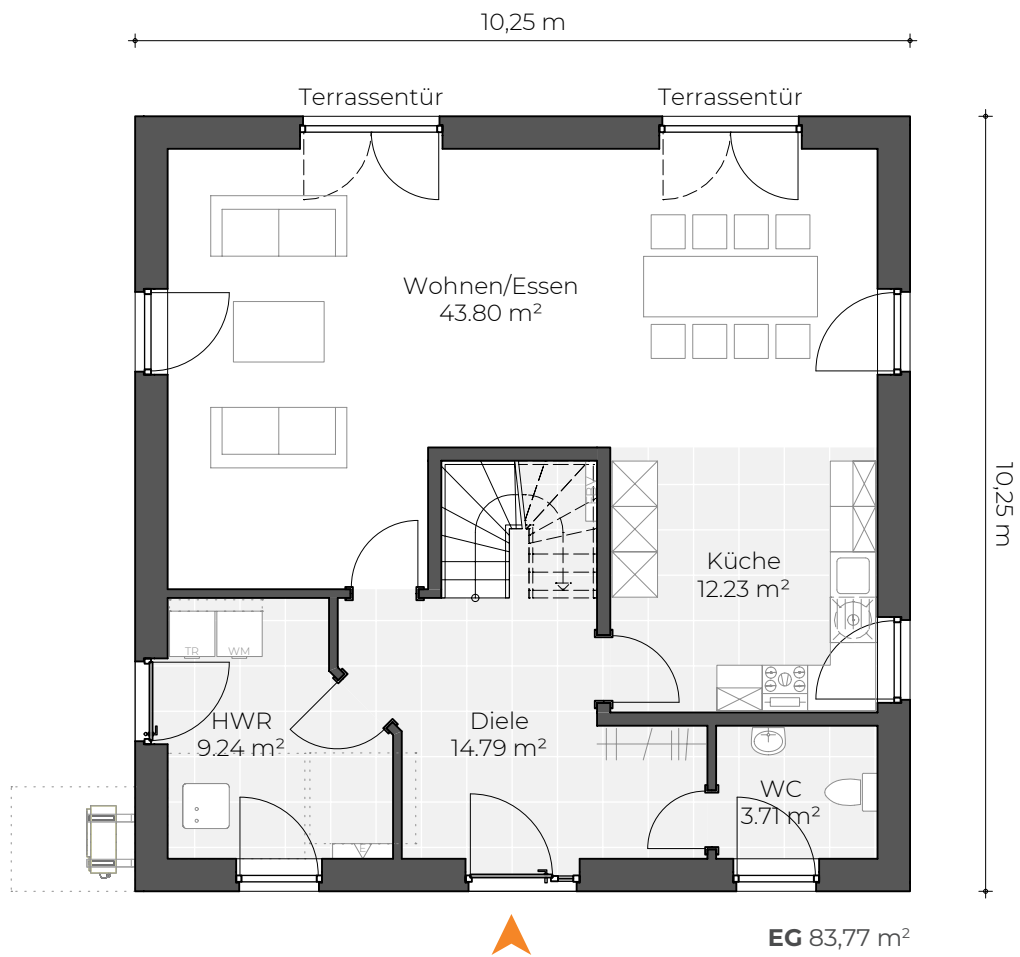 10,25 m
Terrassentür
Terrassentür
Wohnen/Essen
43.80 m²
10,25 m
Küche
12.23 m²
TR
WM
HWR
9.24 m²
Diele
14.79 m²
WC
3.71 m²
E
EG 83,77 m²